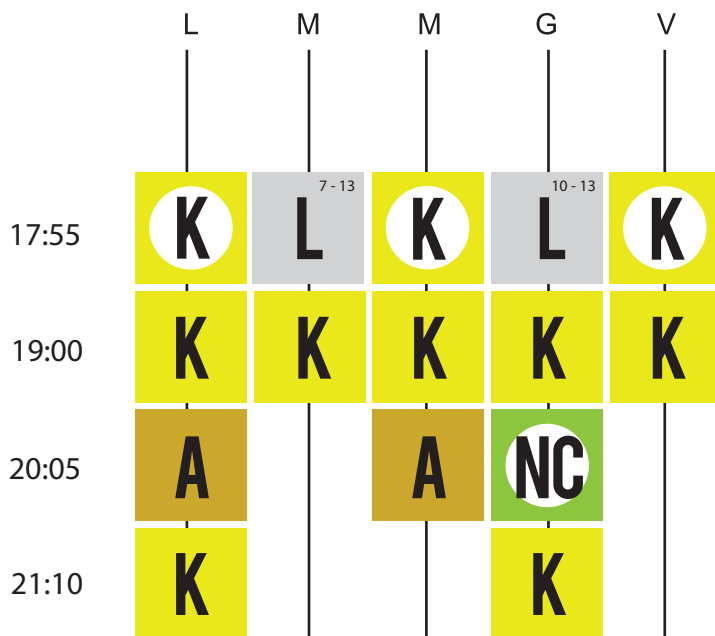 L M M G V
7 - 13 10 - 13
17:55 K L K L K
19:00 K K K K K
20:05 A A NC
21:10 K K